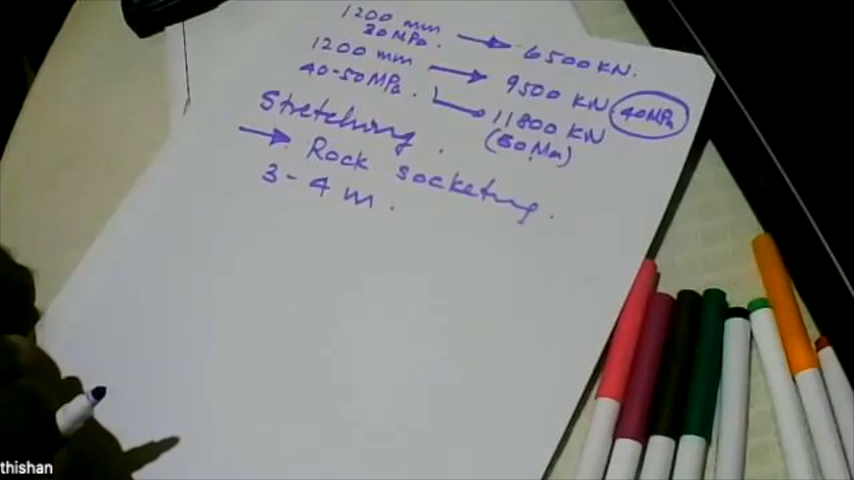 1200 mm
30 MPa. → 6500 KN.
1200 mm
40-50 MPa. → 9500 KN 40MPa
11800 KN
(50 Mpa)
Stretching.
→ Rock socketing.
3 - 4 m.
thishan